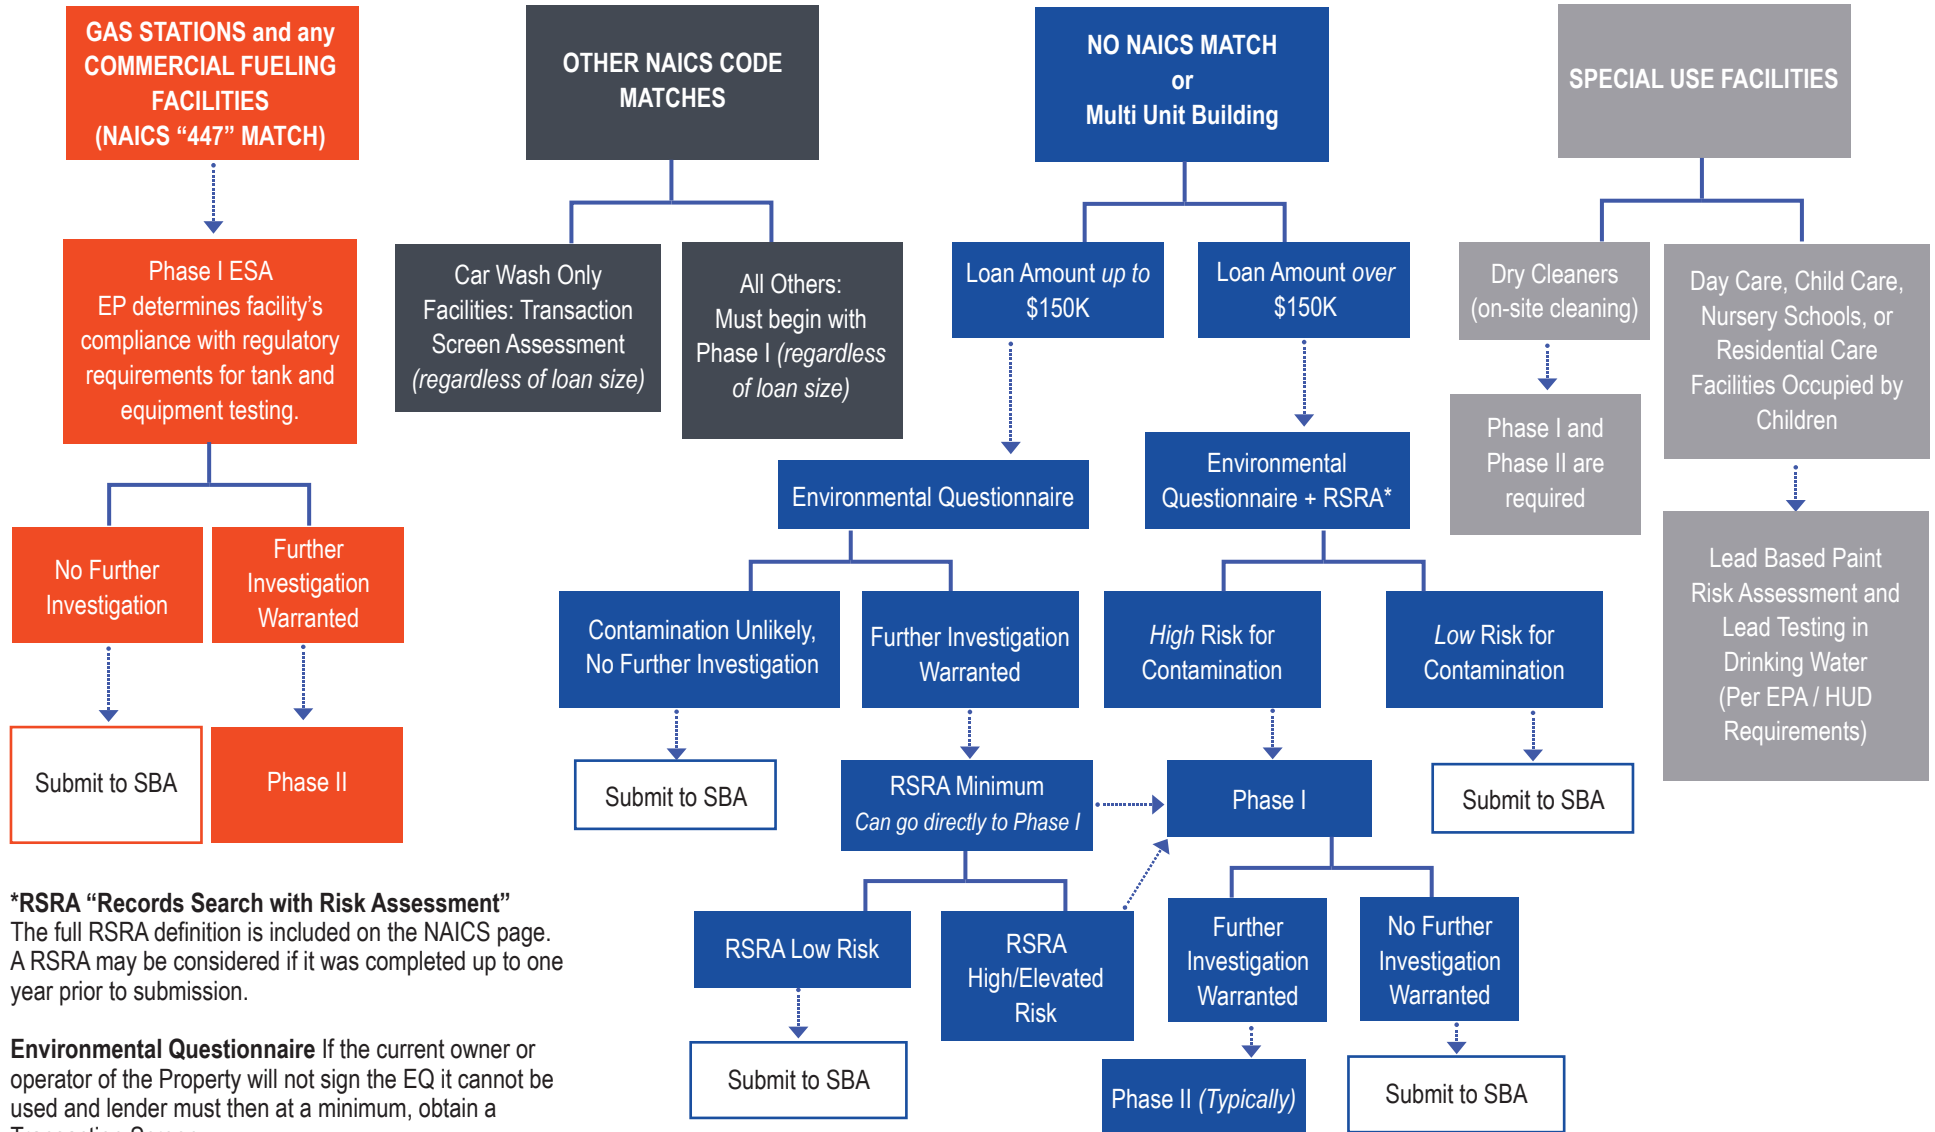 GAS STATIONS and any
COMMERCIAL FUELING
FACILITIES
(NAICS “447” MATCH)
Phase I ESA
EP determines facility’s
compliance with regulatory
requirements for tank and
equipment testing.
No Further
Investigation
Further
Investigation
Warranted
Submit to SBA
Phase II
OTHER NAICS CODE
MATCHES
Car Wash Only
Facilities: Transaction
Screen Assessment
(regardless of loan size)
All Others:
Must begin with
Phase I (regardless
of loan size)
NO NAICS MATCH
or
Multi Unit Building
Loan Amount up to
$150K
Loan Amount over
$150K
Environmental Questionnaire
Environmental
Questionnaire + RSRA*
Contamination Unlikely,
No Further Investigation
Further Investigation
Warranted
High Risk for
Contamination
Low Risk for
Contamination
Submit to SBA
RSRA Minimum
Can go directly to Phase I
Phase I
Submit to SBA
RSRA Low Risk
RSRA
High/Elevated
Risk
Further
Investigation
Warranted
No Further
Investigation
Warranted
Submit to SBA
Phase II (Typically)
Submit to SBA
SPECIAL USE FACILITIES
Dry Cleaners
(on-site cleaning)
Day Care, Child Care,
Nursery Schools, or
Residential Care
Facilities Occupied by
Children
Phase I and
Phase II are
required
Lead Based Paint
Risk Assessment and
Lead Testing in
Drinking Water
(Per EPA / HUD
Requirements)
*RSRA “Records Search with Risk Assessment”
The full RSRA definition is included on the NAICS page.
A RSRA may be considered if it was completed up to one
year prior to submission.
Environmental Questionnaire If the current owner or
operator of the Property will not sign the EQ it cannot be
used and lender must then at a minimum, obtain a